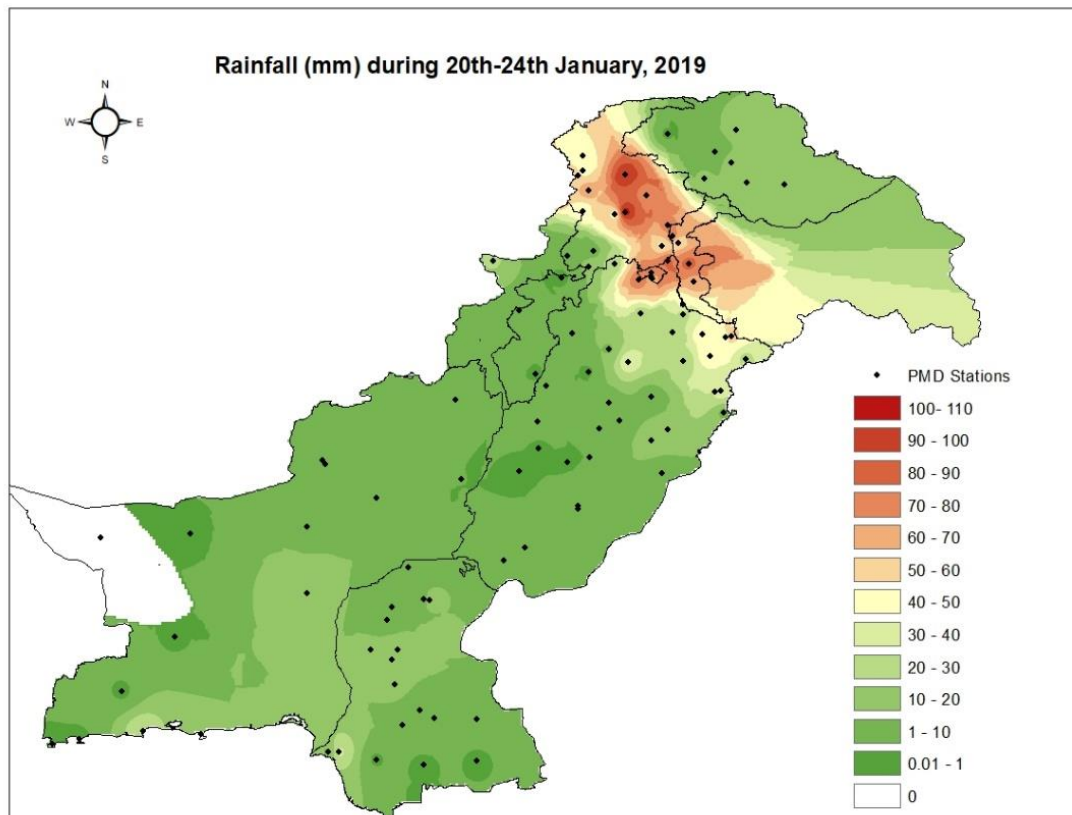 Rainfall (mm) during 20th-24th January, 2019
N
W E
S
PMD Stations
100- 110
90 - 100
80 - 90
70 - 80
60 - 70
50 - 60
40 - 50
30 - 40
20 - 30
10 - 20
1 - 10
0.01 - 1
0